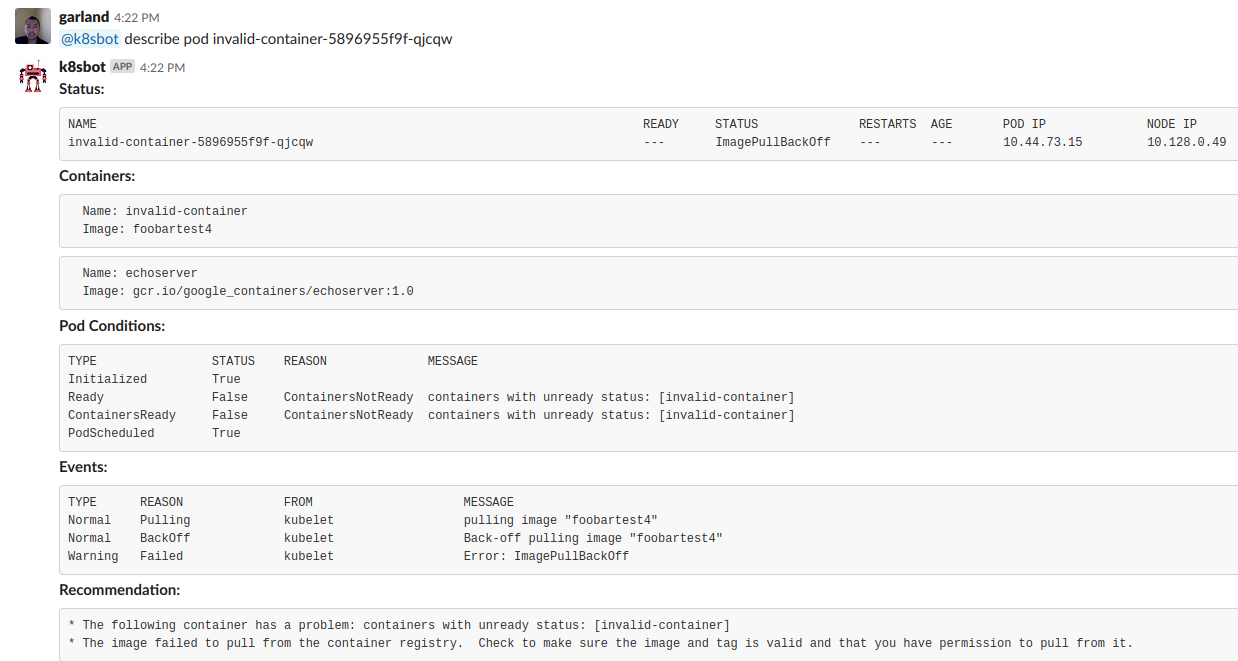 garland 4:22 PM
@k8sbot describe pod invalid-container-5896955f9f-qjcqw
k8sbot APP 4:22 PM
Status:
NAME READY STATUS RESTARTS AGE POD IP NODE IP
invalid-container-5896955f9f-qjcqw --- ImagePullBackOff --- --- 10.44.73.15 10.128.0.49
Containers:
Name: invalid-container
Image: foobartest4
Name: echoserver
Image: gcr.io/google_containers/echoserver:1.0
Pod Conditions:
TYPE STATUS REASON MESSAGE
Initialized True
Ready False ContainersNotReady containers with unready status: [invalid-container]
ContainersReady False ContainersNotReady containers with unready status: [invalid-container]
PodScheduled True
Events:
TYPE REASON FROM MESSAGE
Normal Pulling kubelet pulling image "foobartest4"
Normal BackOff kubelet Back-off pulling image "foobartest4"
Warning Failed kubelet Error: ImagePullBackOff
Recommendation:
* The following container has a problem: containers with unready status: [invalid-container]
* The image failed to pull from the container registry.  Check to make sure the image and tag is valid and that you have permission to pull from it.